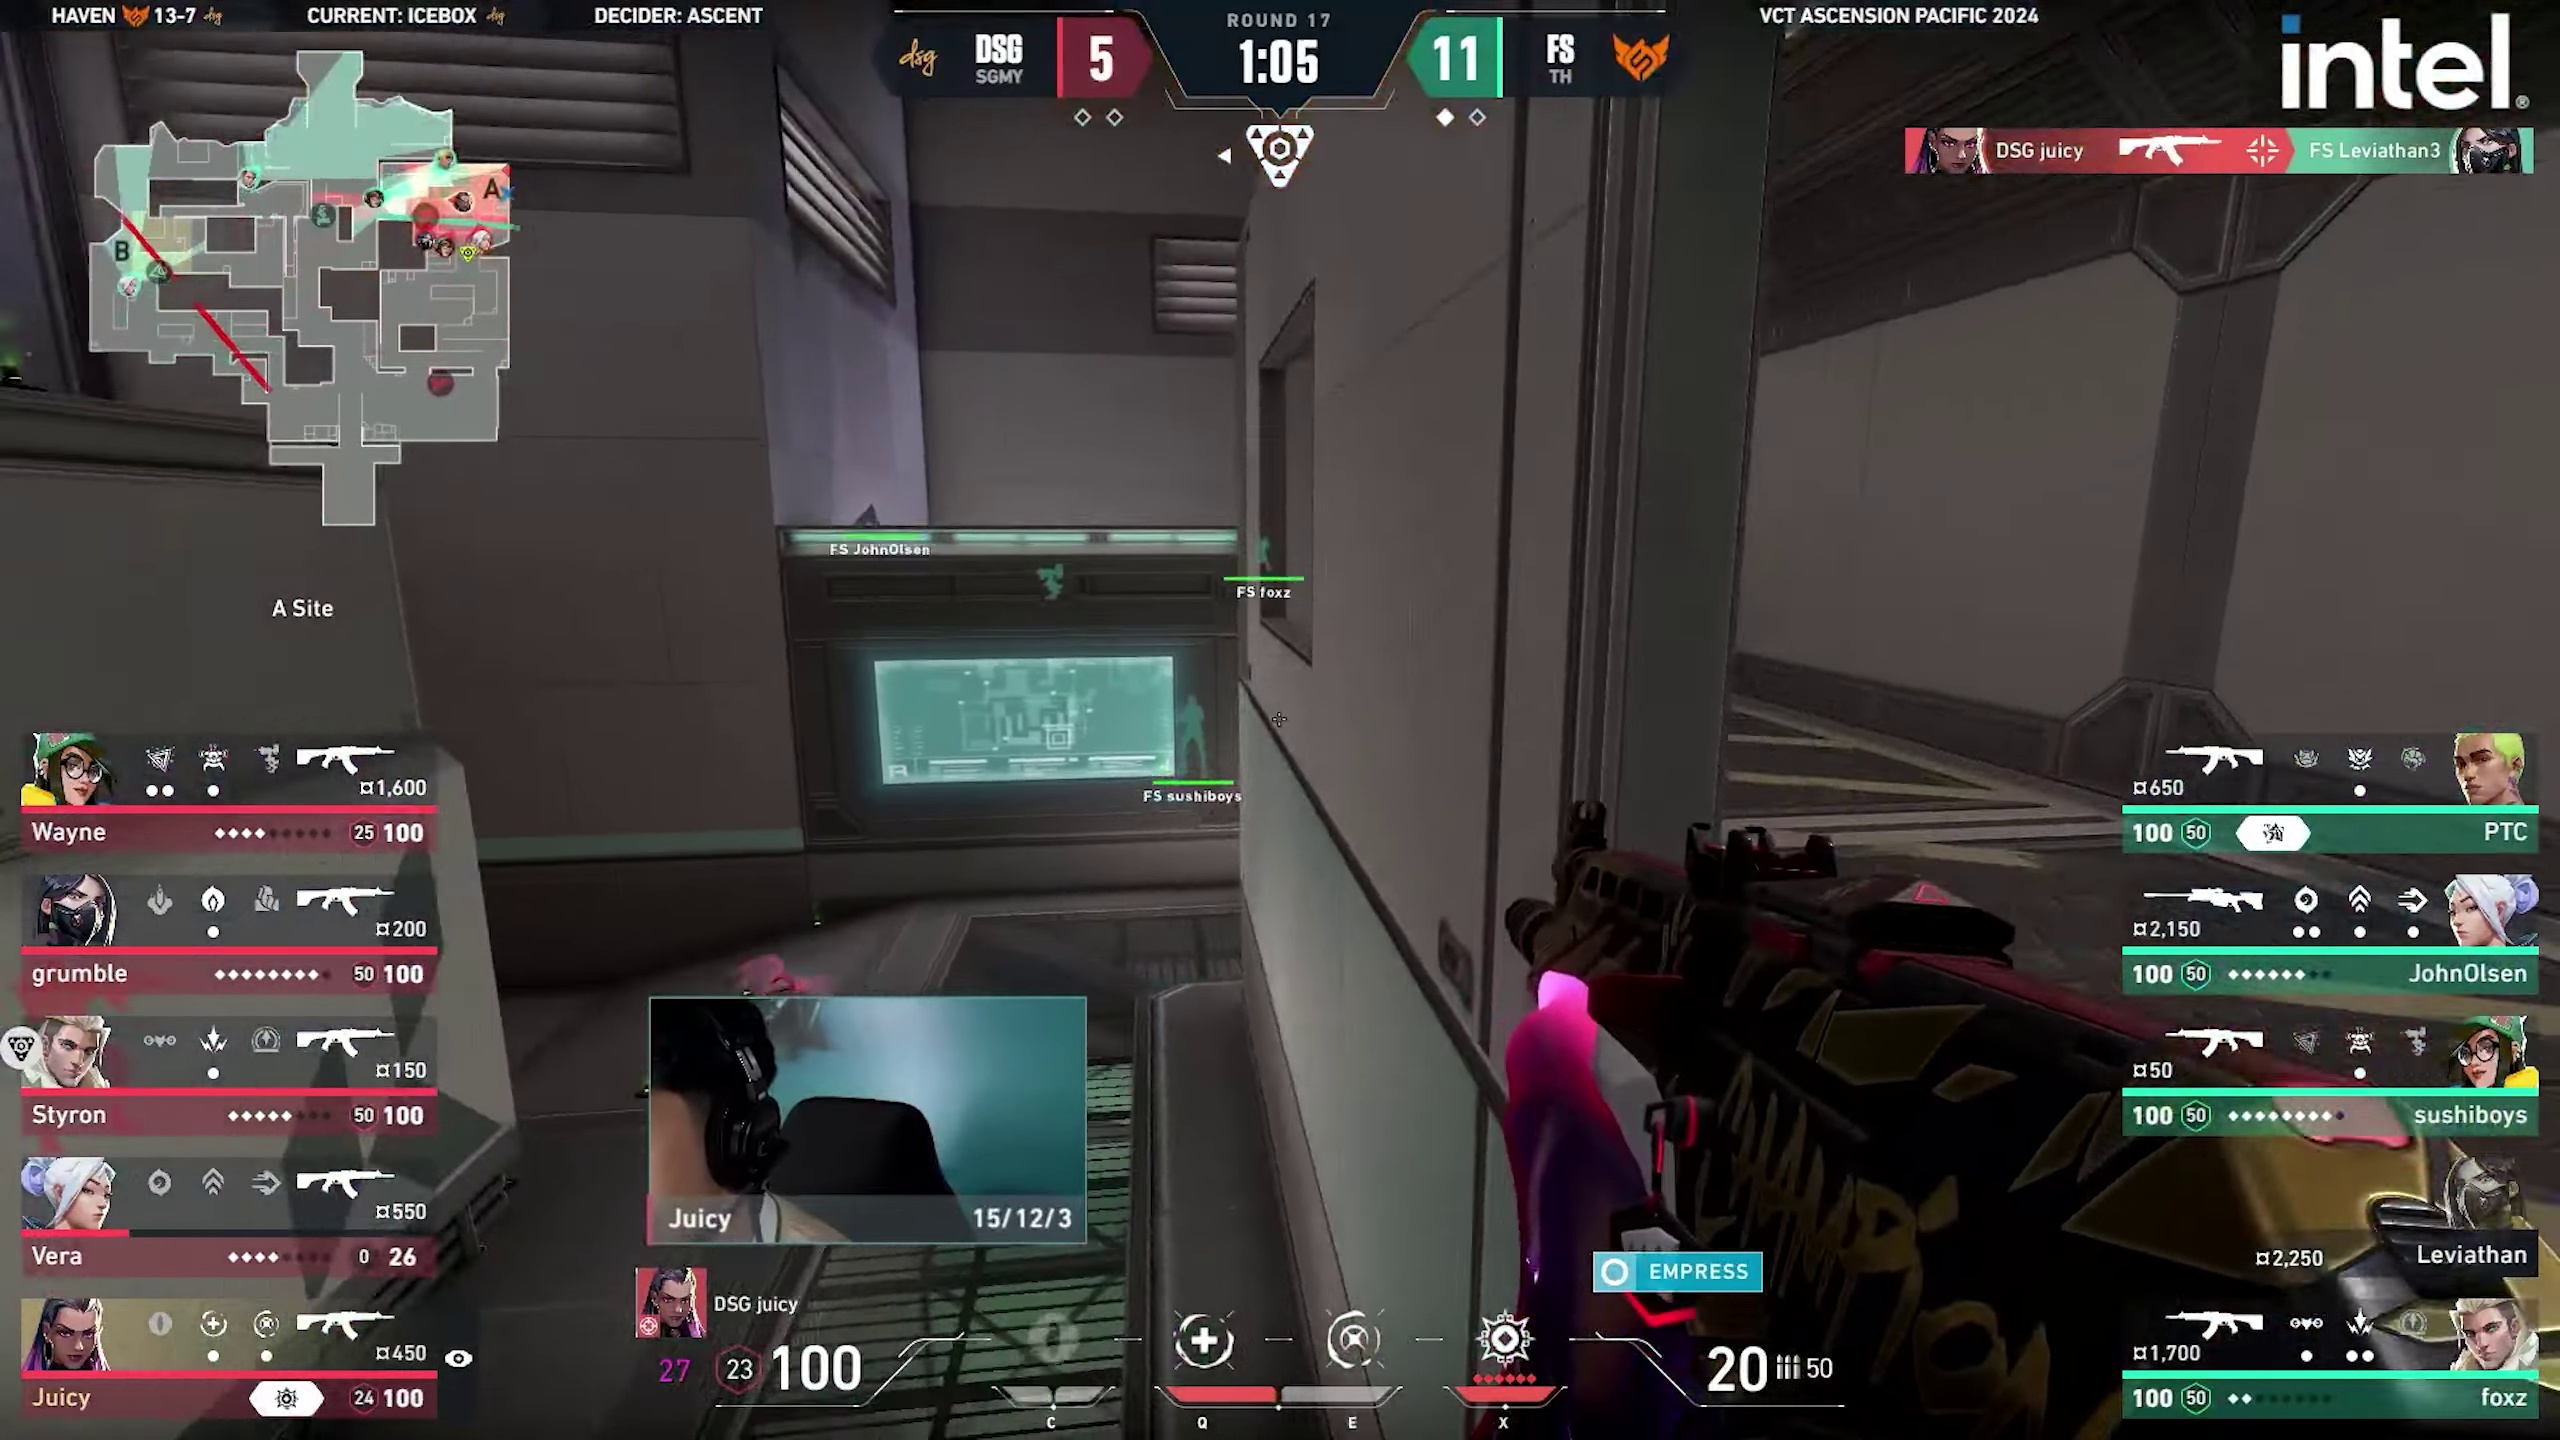 HAVEN 13-7 dsg
CURRENT: ICEBOX dsg
DECIDER: ASCENT
dsg DSG SGMY
5
ROUND 17
1:05
11
FS TH
VCT ASCENSION PACIFIC 2024
intel
DSG juicy FS Leviathan3
A
B
FS JohnOlsen
FS foxz
FS sushiboys
A Site
1,600
Wayne 25 100
200
grumble 50 100
150
Styron 50 100
550
Vera 0 26
450
Juicy 24 100
650
100 50 PTC
2,150
100 50 JohnOlsen
50
100 50 sushiboys
2,250 Leviathan
1,700
100 50 foxz
Juicy 15/12/3
DSG juicy
27 23 100
C Q E X
EMPRESS
20 50